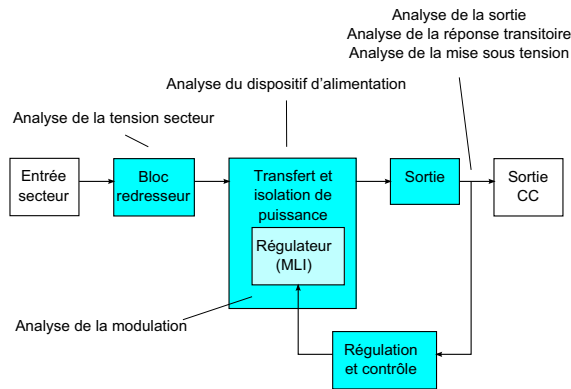 Analyse de la sortie
Analyse de la réponse transitoire
Analyse de la mise sous tension
Analyse du dispositif d'alimentation
Analyse de la tension secteur
Entrée
secteur
Bloc
redresseur
Transfert et
isolation de
puissance
Régulateur
(MLI)
Sortie
Sortie
CC
Analyse de la modulation
Régulation
et contrôle